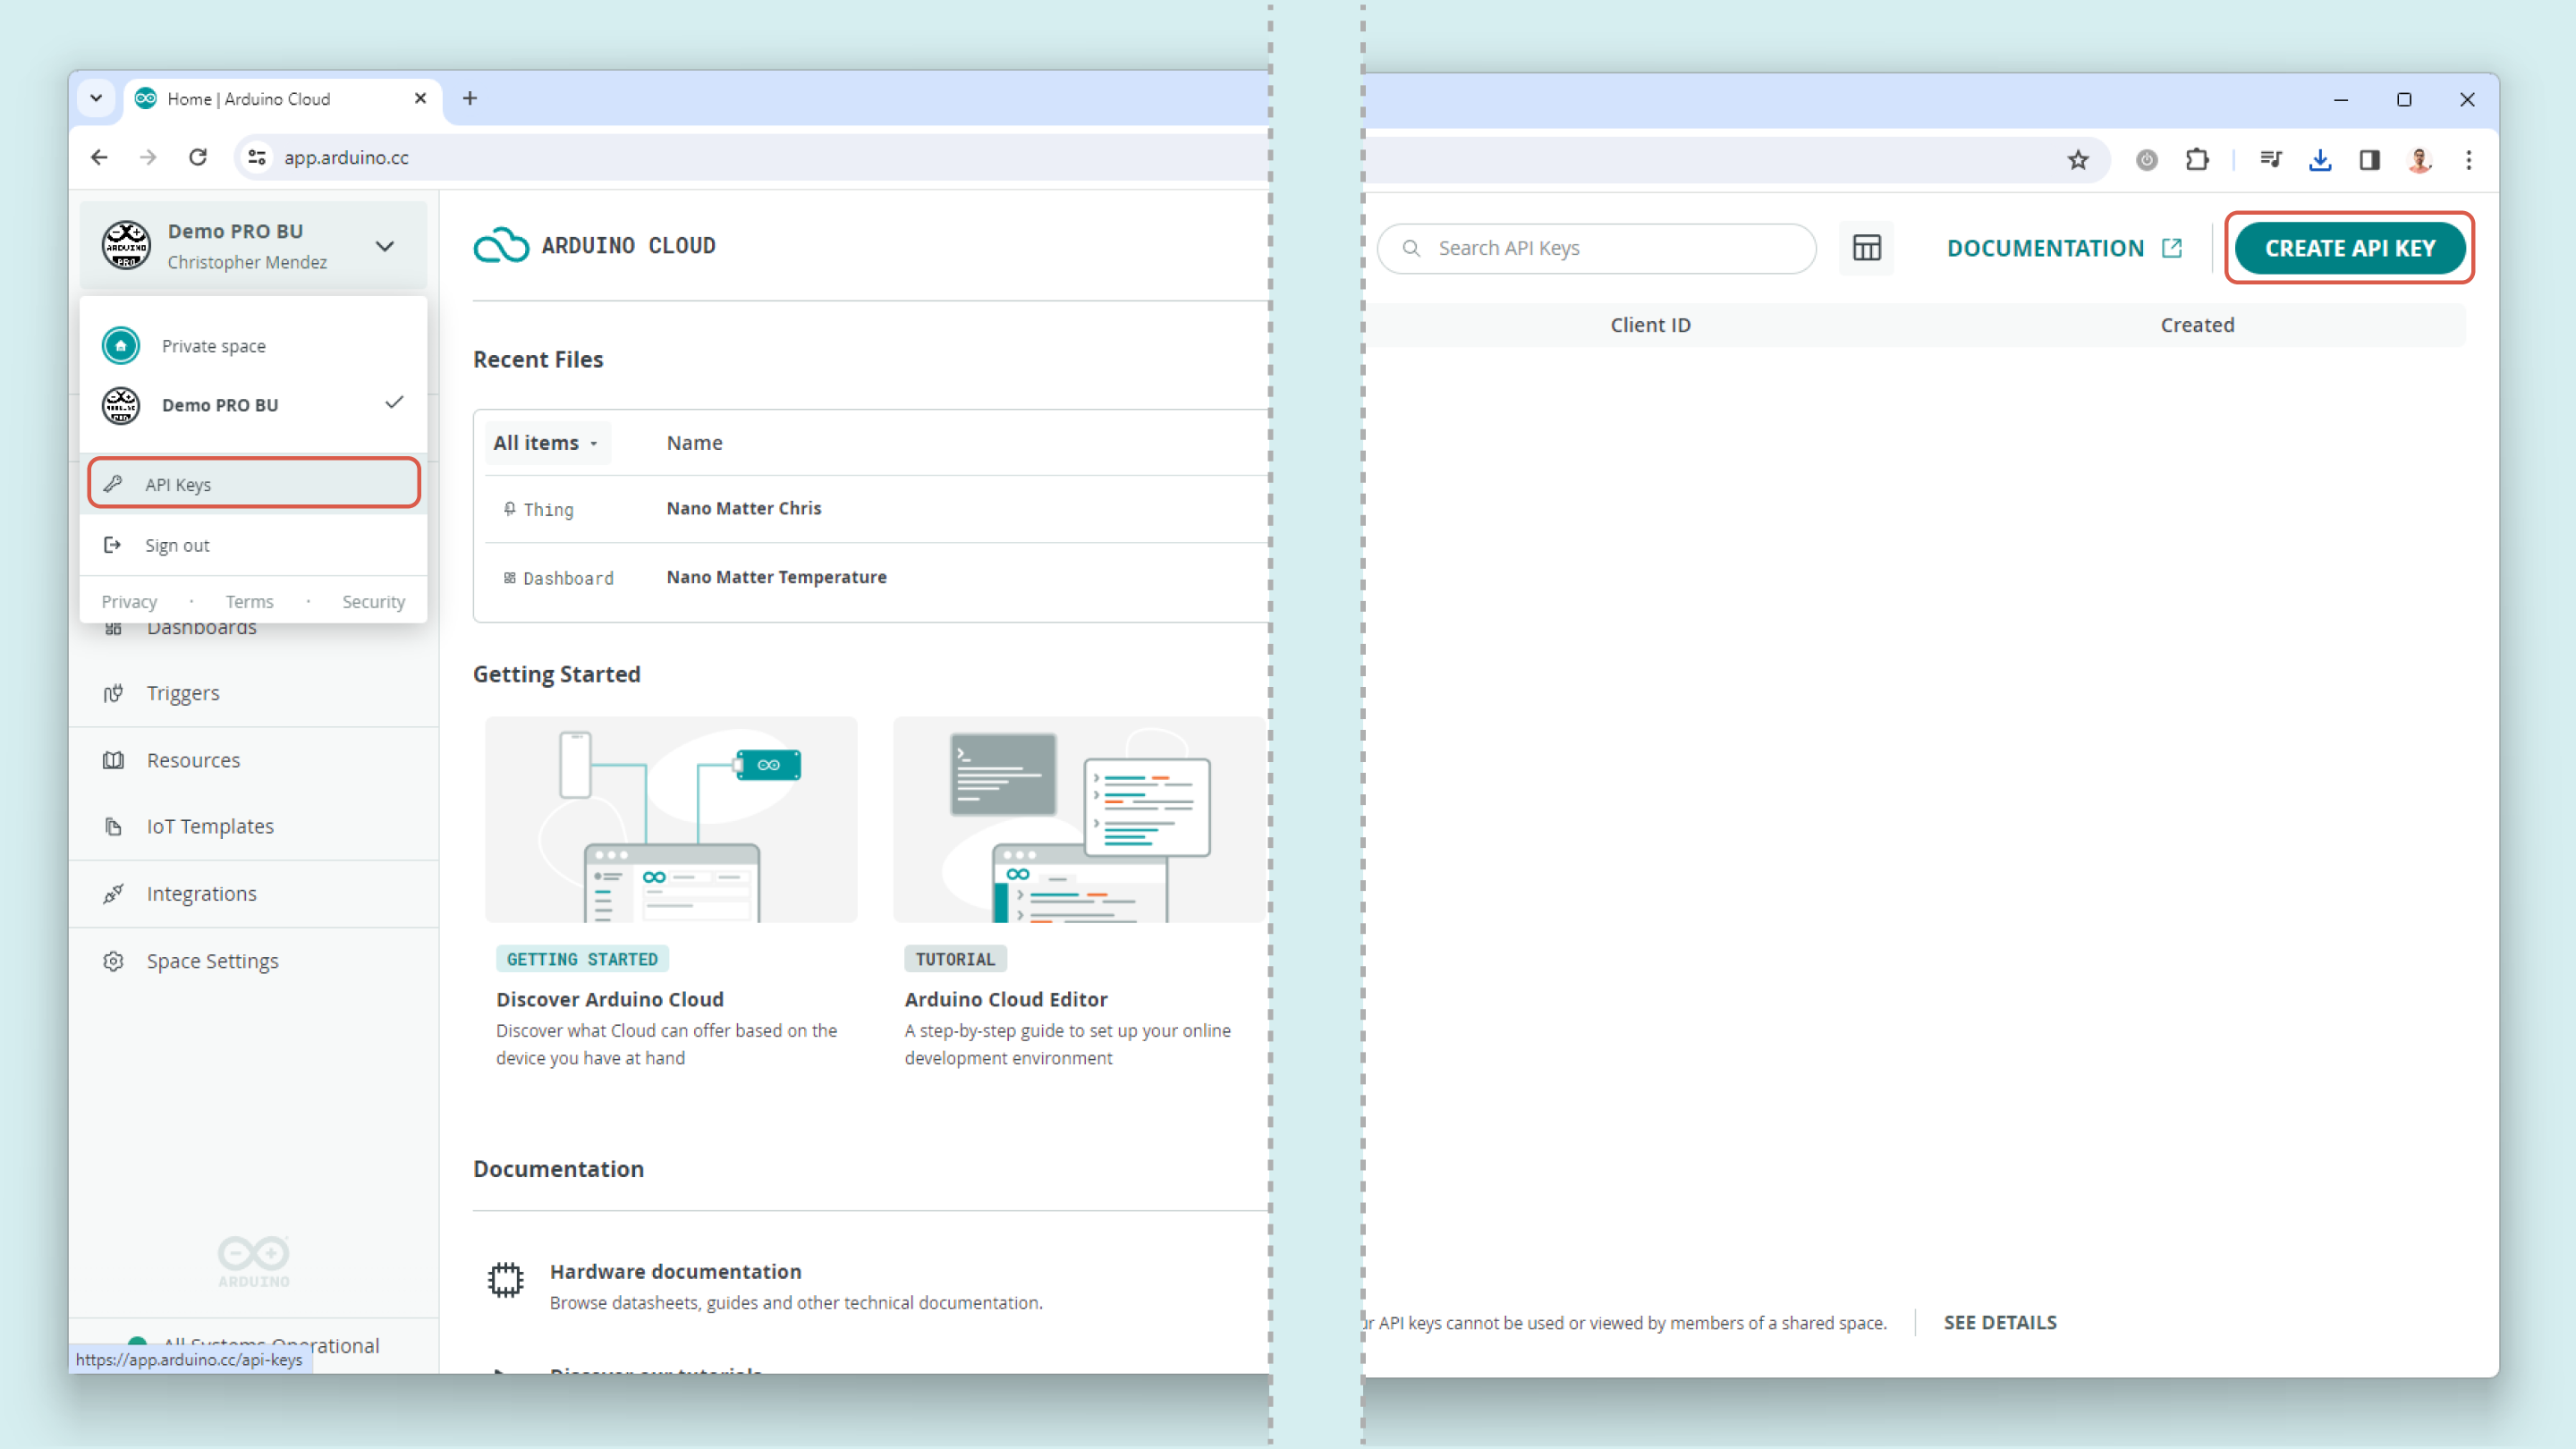 Home | Arduino Cloud
app.arduino.cc
Demo PRO BU
Christopher Mendez
Private space
Demo PRO BU
API Keys
Sign out
Privacy · Terms · Security
Dashboards
Triggers
Resources
IoT Templates
Integrations
Space Settings
ARDUINO
All Systems Operational
https://app.arduino.cc/api-keys
ARDUINO CLOUD
Recent Files
All items Name
Thing Nano Matter Chris
Dashboard Nano Matter Temperature
Getting Started
GETTING STARTED
Discover Arduino Cloud
Discover what Cloud can offer based on the
device you have at hand
TUTORIAL
Arduino Cloud Editor
A step-by-step guide to set up your online
development environment
Documentation
Hardware documentation
Browse datasheets, guides and other technical documentation.
Discover our tutorials
Search API Keys
DOCUMENTATION
CREATE API KEY
Client ID Created
API keys cannot be used or viewed by members of a shared space.
SEE DETAILS